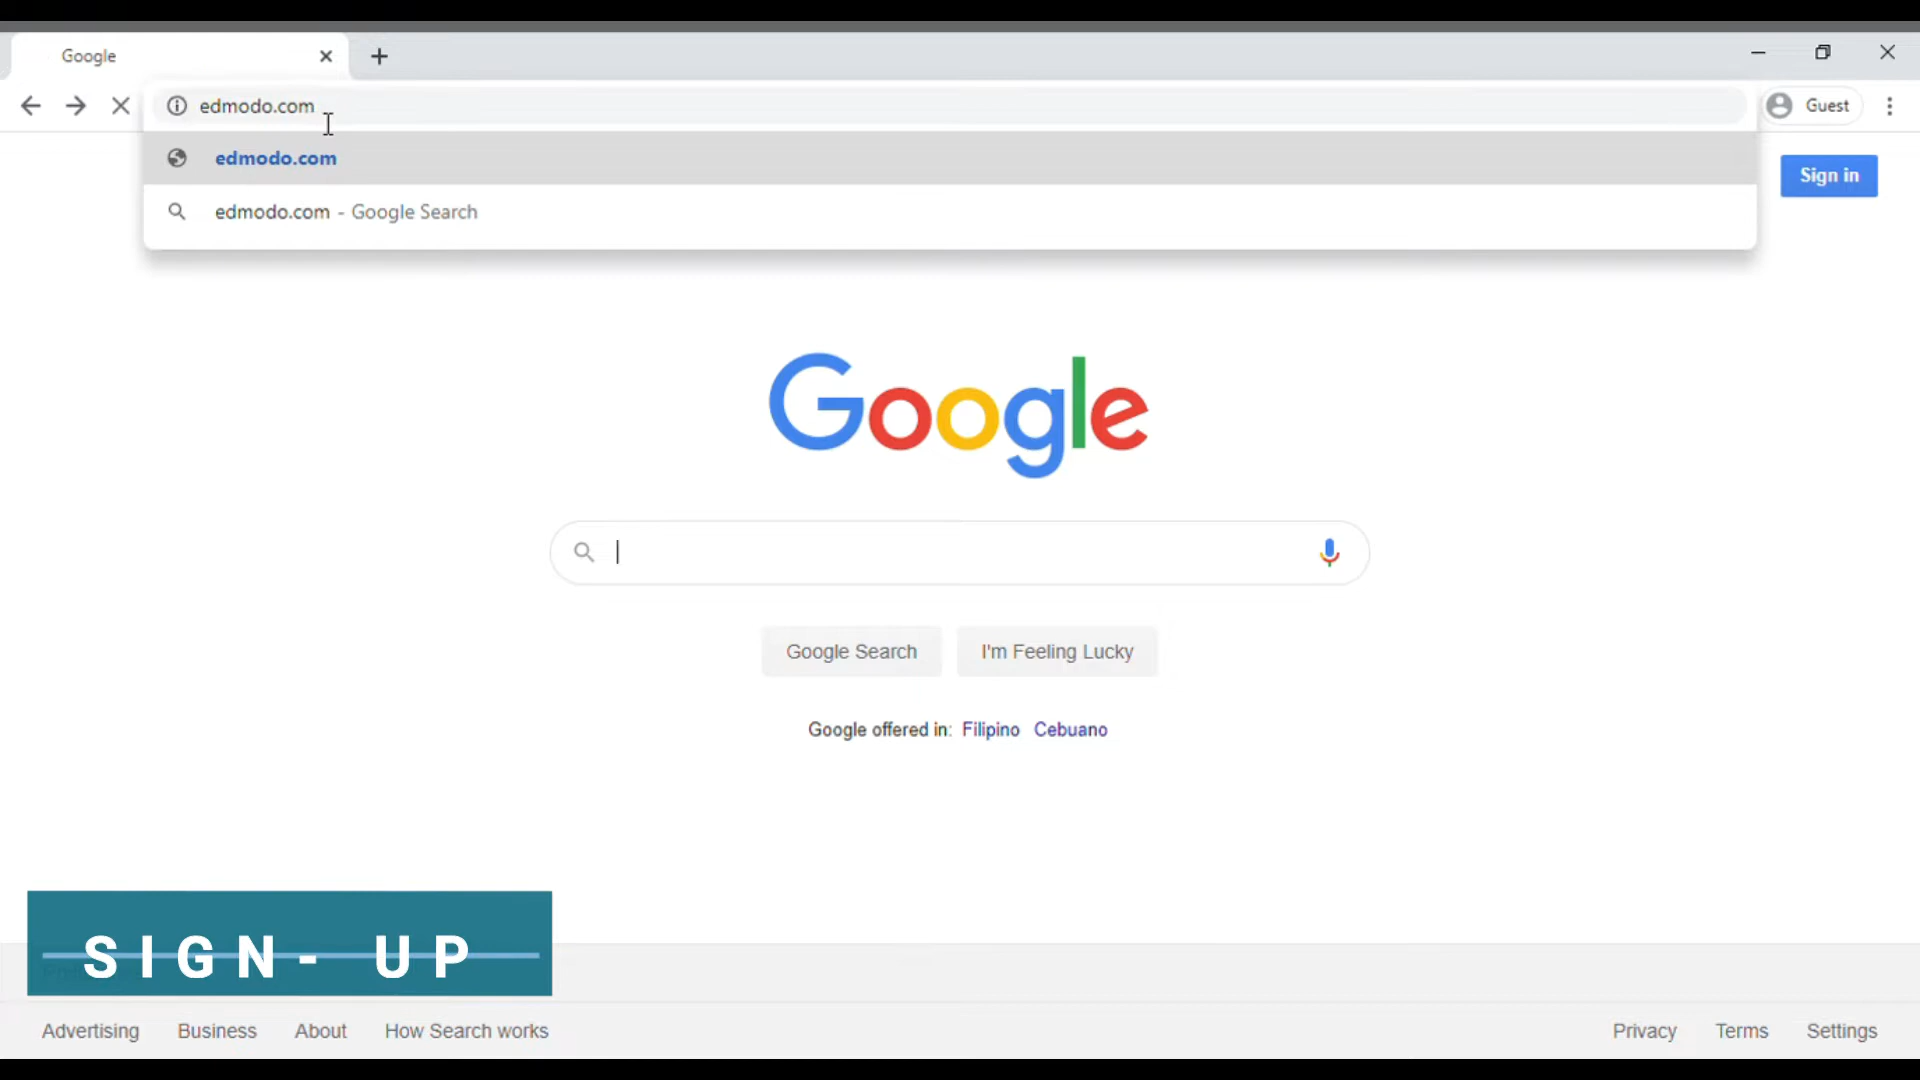 Google
edmodo.com
Guest
edmodo.com
edmodo.com - Google Search
Sign in
Google
Google Search
I'm Feeling Lucky
Google offered in: Filipino Cebuano
SIGN- UP
Advertising Business About How Search works
Privacy Terms Settings